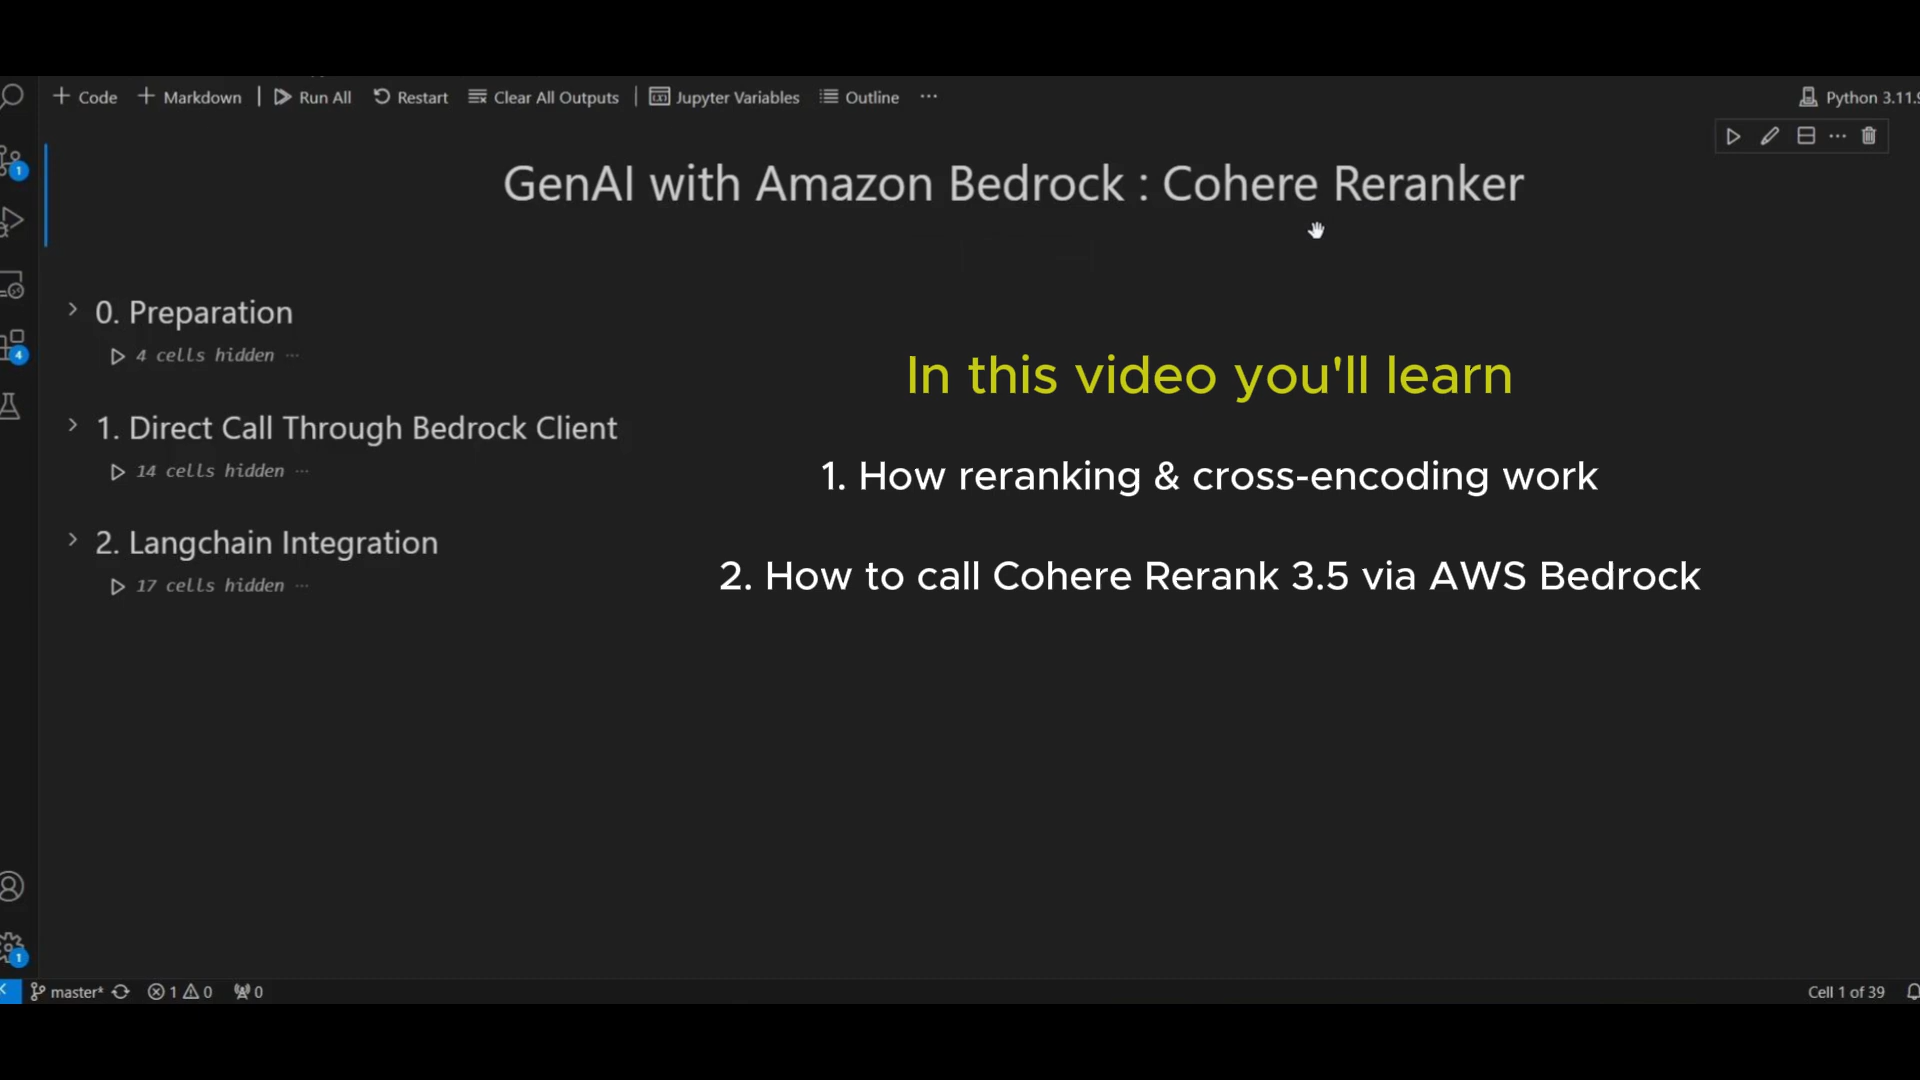 Code
Markdown
Run All
Restart
Clear All Outputs
Jupyter Variables
Outline
Python 3.11.9
GenAI with Amazon Bedrock : Cohere Reranker
0. Preparation
4 cells hidden ...
In this video you'll learn
1. Direct Call Through Bedrock Client
14 cells hidden ...
1. How reranking & cross-encoding work
2. Langchain Integration
17 cells hidden ...
2. How to call Cohere Rerank 3.5 via AWS Bedrock
1
4
1
master*
1
0
0
Cell 1 of 39